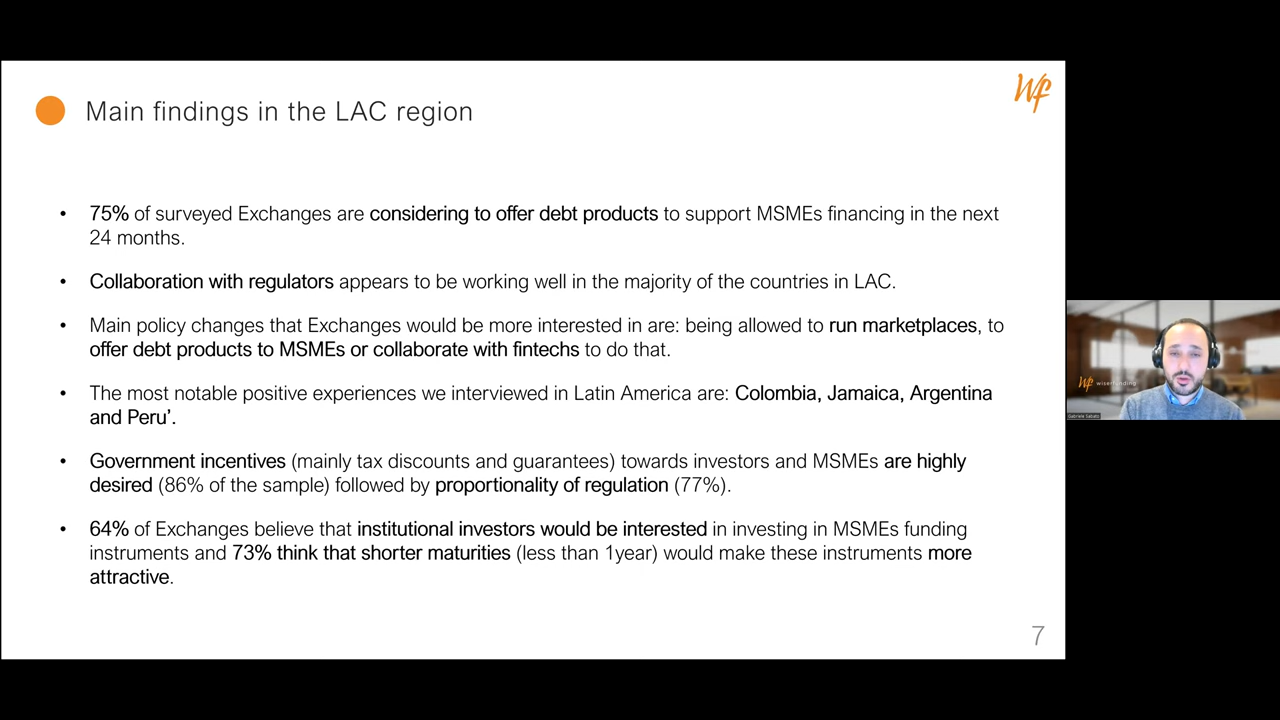 Wf
Main findings in the LAC region
• 75% of surveyed Exchanges are considering to offer debt products to support MSMEs financing in the next
24 months.
• Collaboration with regulators appears to be working well in the majority of the countries in LAC.
• Main policy changes that Exchanges would be more interested in are: being allowed to run marketplaces, to
offer debt products to MSMEs or collaborate with fintechs to do that.
• The most notable positive experiences we interviewed in Latin America are: Colombia, Jamaica, Argentina
and Peru’.
• Government incentives (mainly tax discounts and guarantees) towards investors and MSMEs are highly
desired (86% of the sample) followed by proportionality of regulation (77%).
• 64% of Exchanges believe that institutional investors would be interested in investing in MSMEs funding
instruments and 73% think that shorter maturities (less than 1year) would make these instruments more
attractive.
7
Wf wiserfunding
Gabriele Sabato